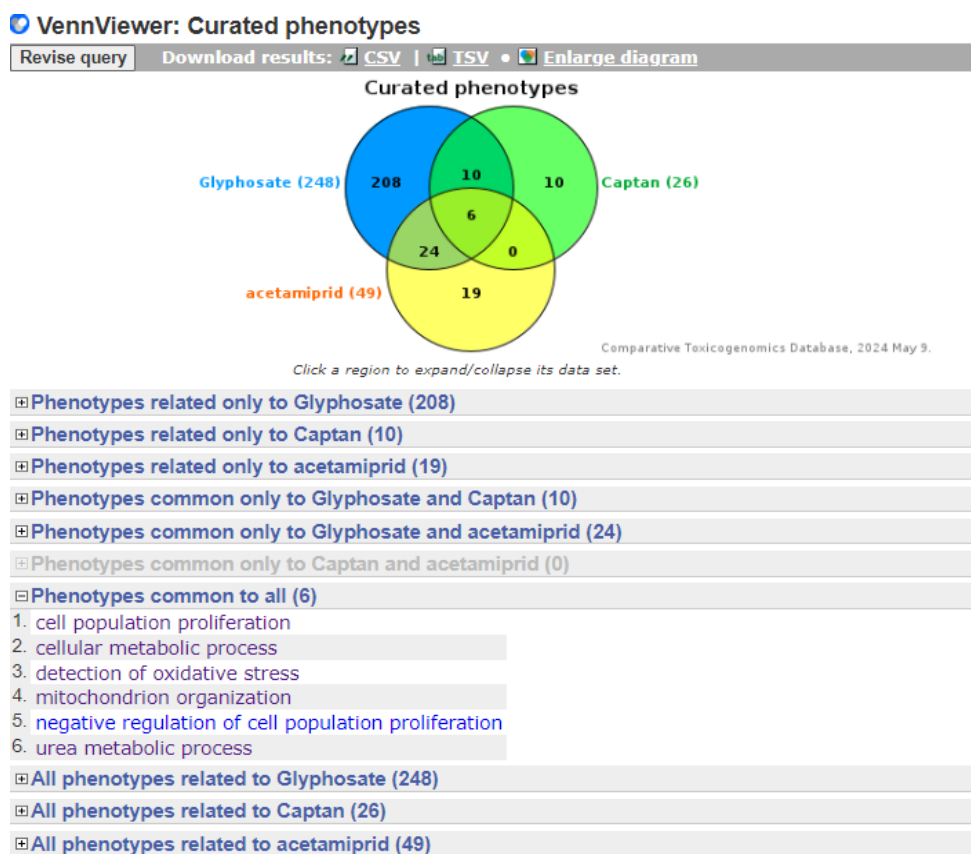 VennViewer: Curated phenotypes
Revise query Download results: CSV | TSV • Enlarge diagram
Curated phenotypes
Glyphosate (248) 208 10 10 Captan (26)
6
24 0
acetamiprid (49) 19
Comparative Toxicogenomics Database, 2024 May 9.
Click a region to expand/collapse its data set.
Phenotypes related only to Glyphosate (208)
Phenotypes related only to Captan (10)
Phenotypes related only to acetamiprid (19)
Phenotypes common only to Glyphosate and Captan (10)
Phenotypes common only to Glyphosate and acetamiprid (24)
Phenotypes common only to Captan and acetamiprid (0)
Phenotypes common to all (6)
1. cell population proliferation
2. cellular metabolic process
3. detection of oxidative stress
4. mitochondrion organization
5. negative regulation of cell population proliferation
6. urea metabolic process
All phenotypes related to Glyphosate (248)
All phenotypes related to Captan (26)
All phenotypes related to acetamiprid (49)